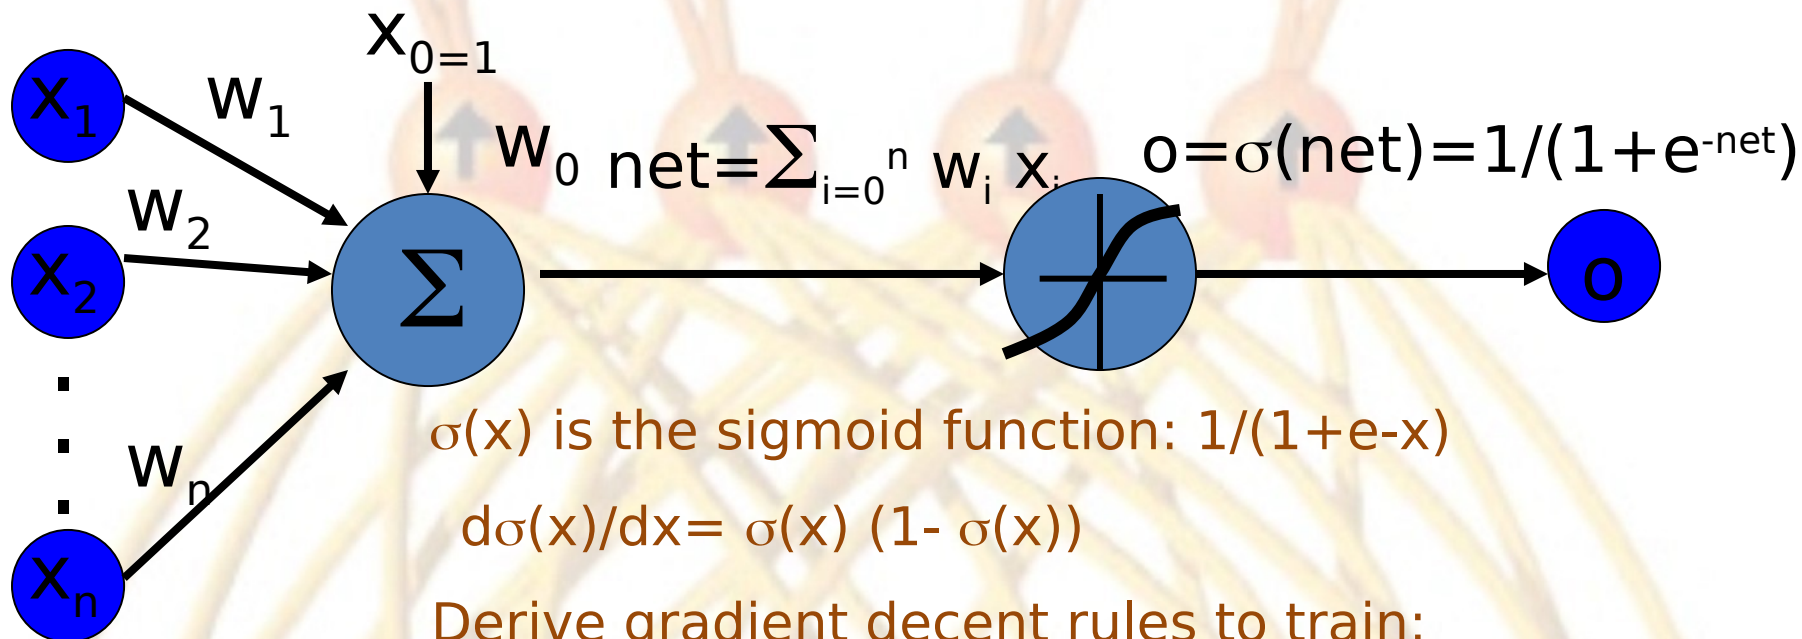 x₀₌₁
x₁ w₁
w₀ net=∑ᵢ₌₀ⁿ wᵢ xᵢ o=σ(net)=1/(1+e⁻ⁿᵉᵗ)
w₂
x₂ Σ o
σ(x) is the sigmoid function: 1/(1+e-x)
wₙ
dσ(x)/dx= σ(x) (1- σ(x))
xₙ
Derive gradient decent rules to train: